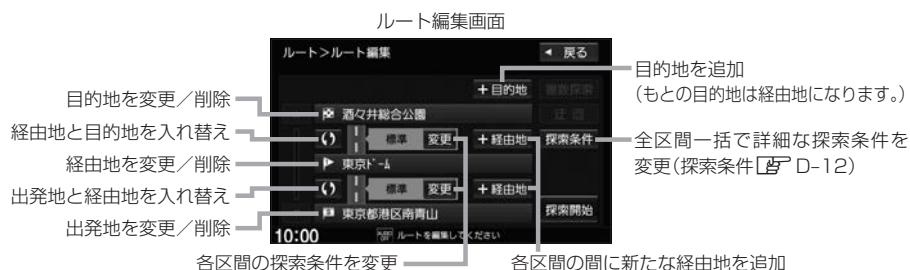 ルート編集画面
ルート>ルート編集
◀ 戻る
＋目的地
複数探索
目的地を追加
（もとの目的地は経由地になります。）
目的地を変更／削除
酒々井総合公園
迂回
経由地と目的地を入れ替え
標準
変更
＋経由地
探索条件
全区間一括で詳細な探索条件を
変更(探索条件 D-12）
経由地を変更／削除
東京ﾄﾞｰﾑ
出発地と経由地を入れ替え
標準
変更
＋経由地
出発地を変更／削除
東京都港区南青山
探索開始
10:00
AUDIO OFF
ルートを編集してください
各区間の探索条件を変更
各区間の間に新たな経由地を追加